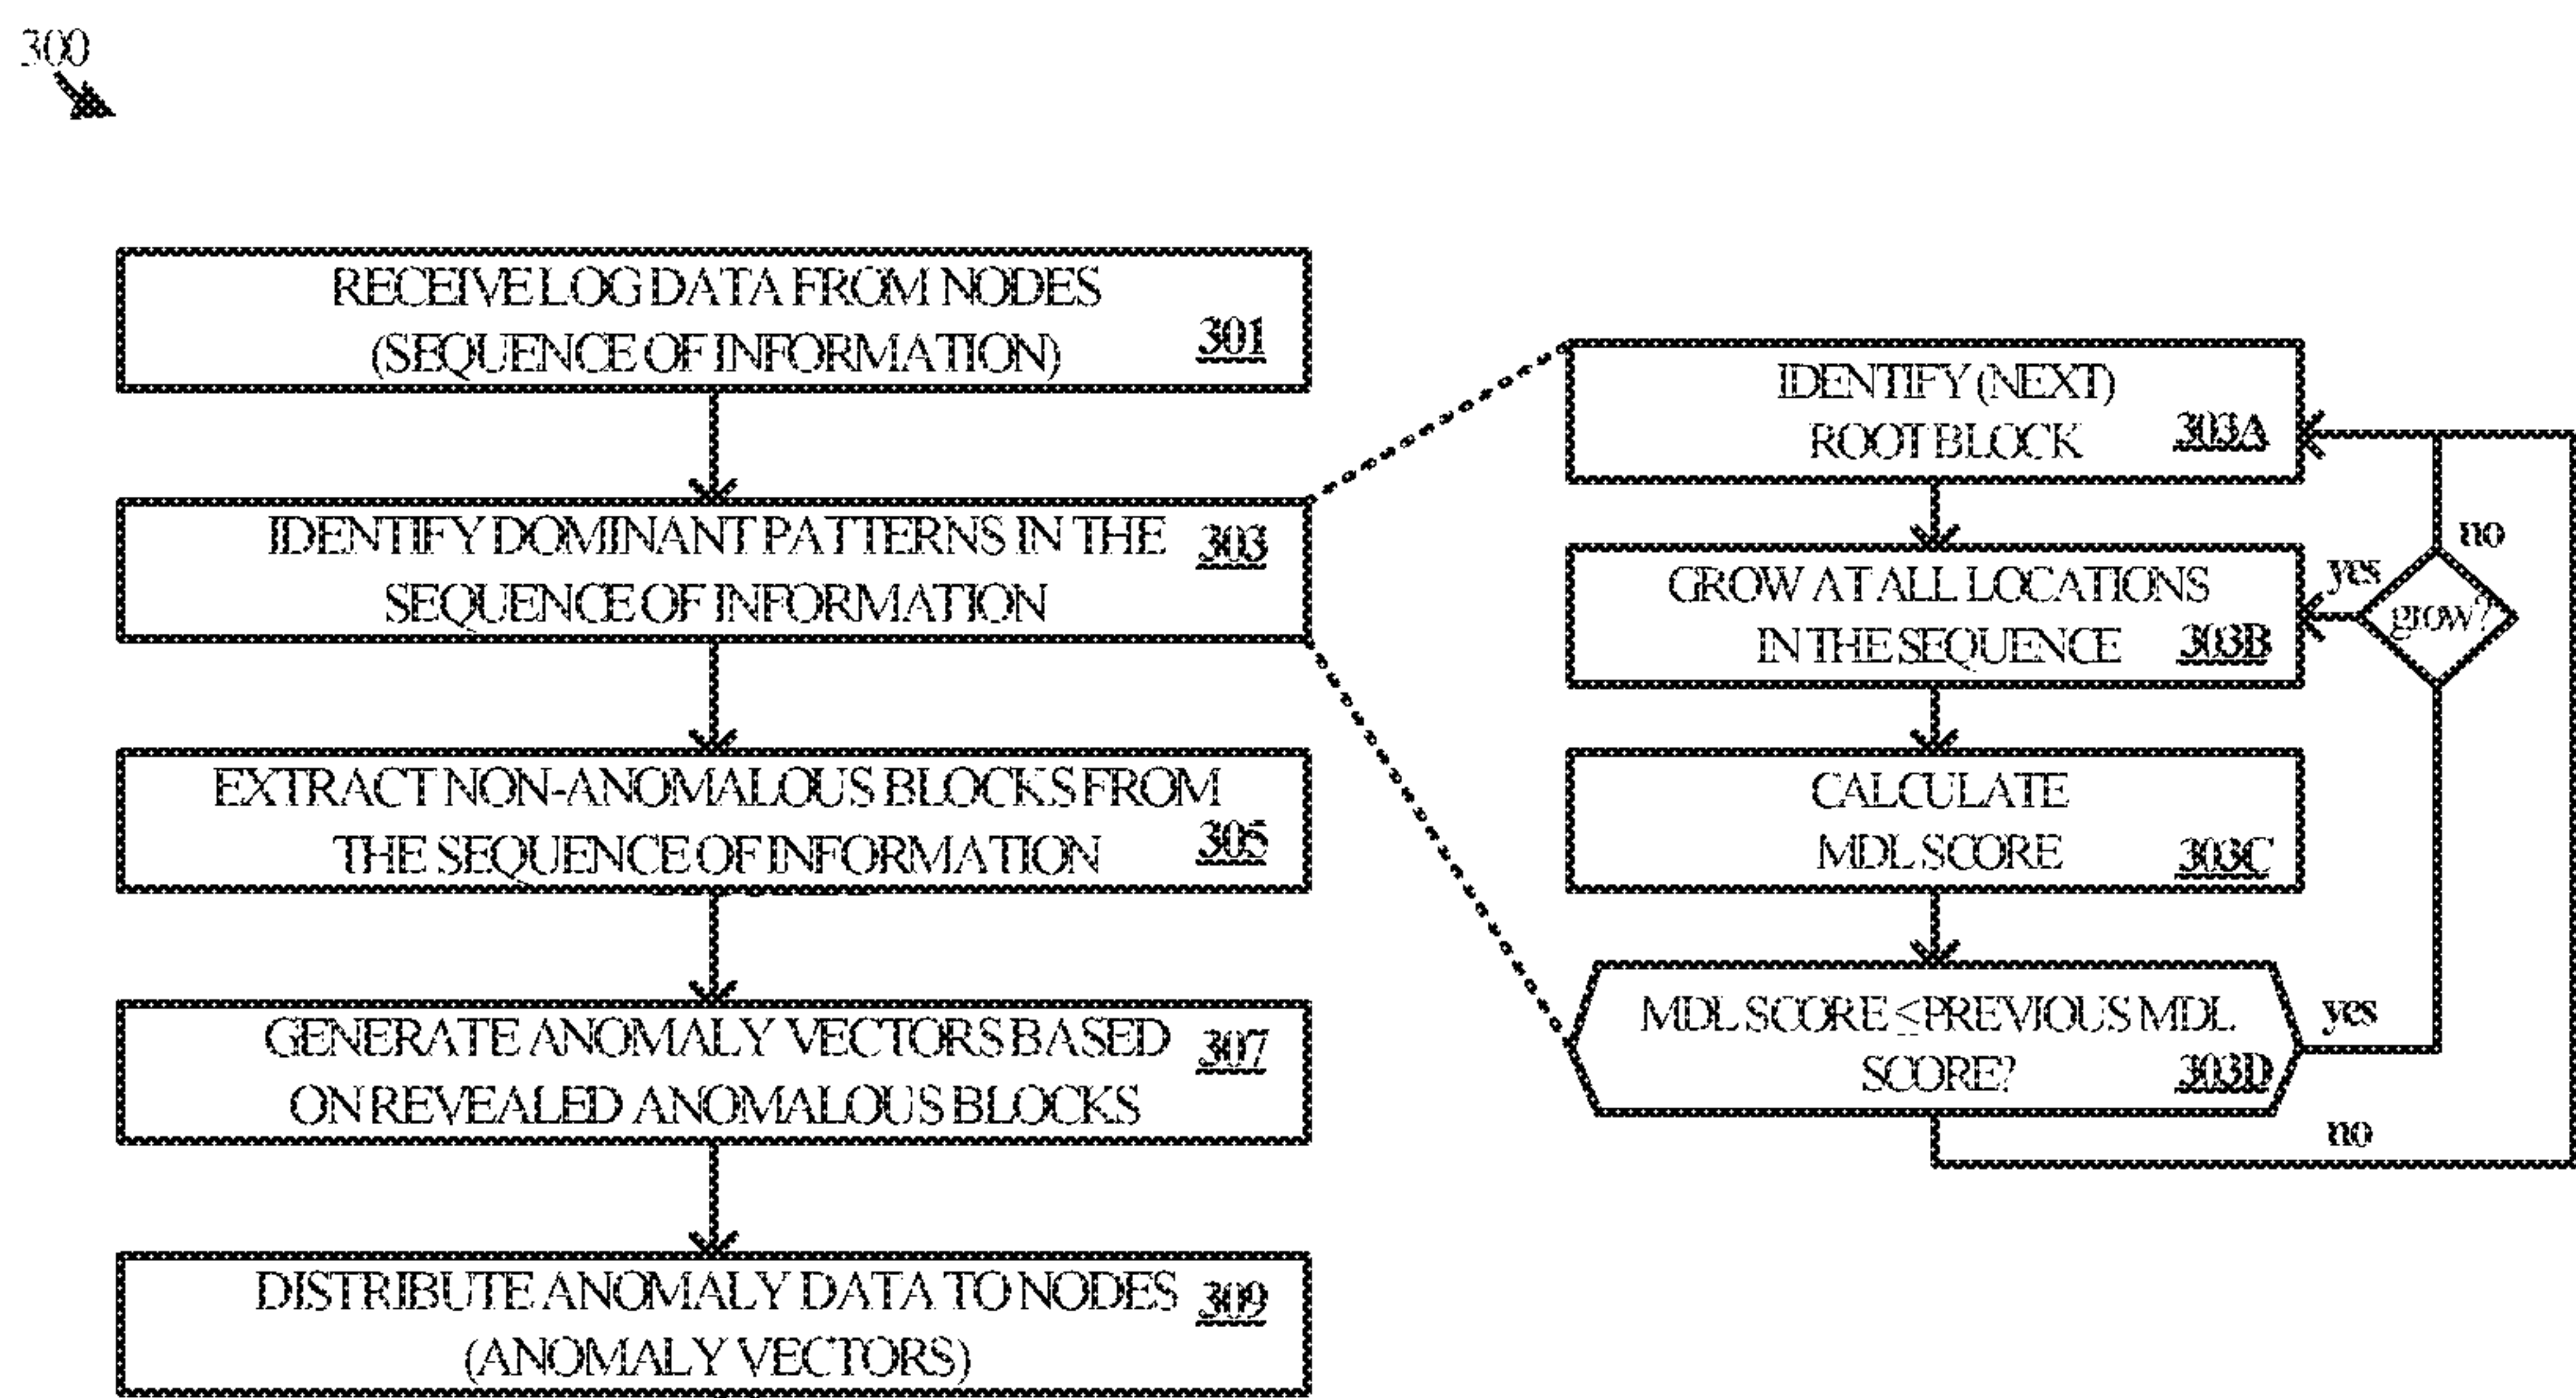 300
RECEIVE LOG DATA FROM NODES
(SEQUENCE OF INFORMATION) 301
IDENTIFY DOMINANT PATTERNS IN THE 303
SEQUENCE OF INFORMATION
EXTRACT NON-ANOMALOUS BLOCKS FROM
THE SEQUENCE OF INFORMATION 305
GENERATE ANOMALY VECTORS BASED 307
ON REVEALED ANOMALOUS BLOCKS
DISTRIBUTE ANOMALY DATA TO NODES 309
(ANOMALY VECTORS)
IDENTIFY (NEXT)
ROOT BLOCK 303A
GROW AT ALL LOCATIONS
IN THE SEQUENCE 303B
CALCULATE
MDL SCORE 303C
MDL SCORE ≤ PREVIOUS MDL
SCORE? 303D
yes
no
grow?
yes
no